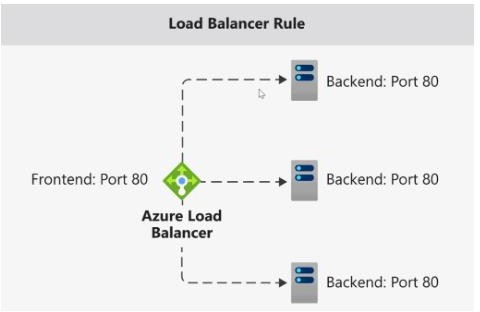 Load Balancer Rule
Backend: Port 80
Frontend: Port 80
Backend: Port 80
Azure Load
Balancer
Backend: Port 80